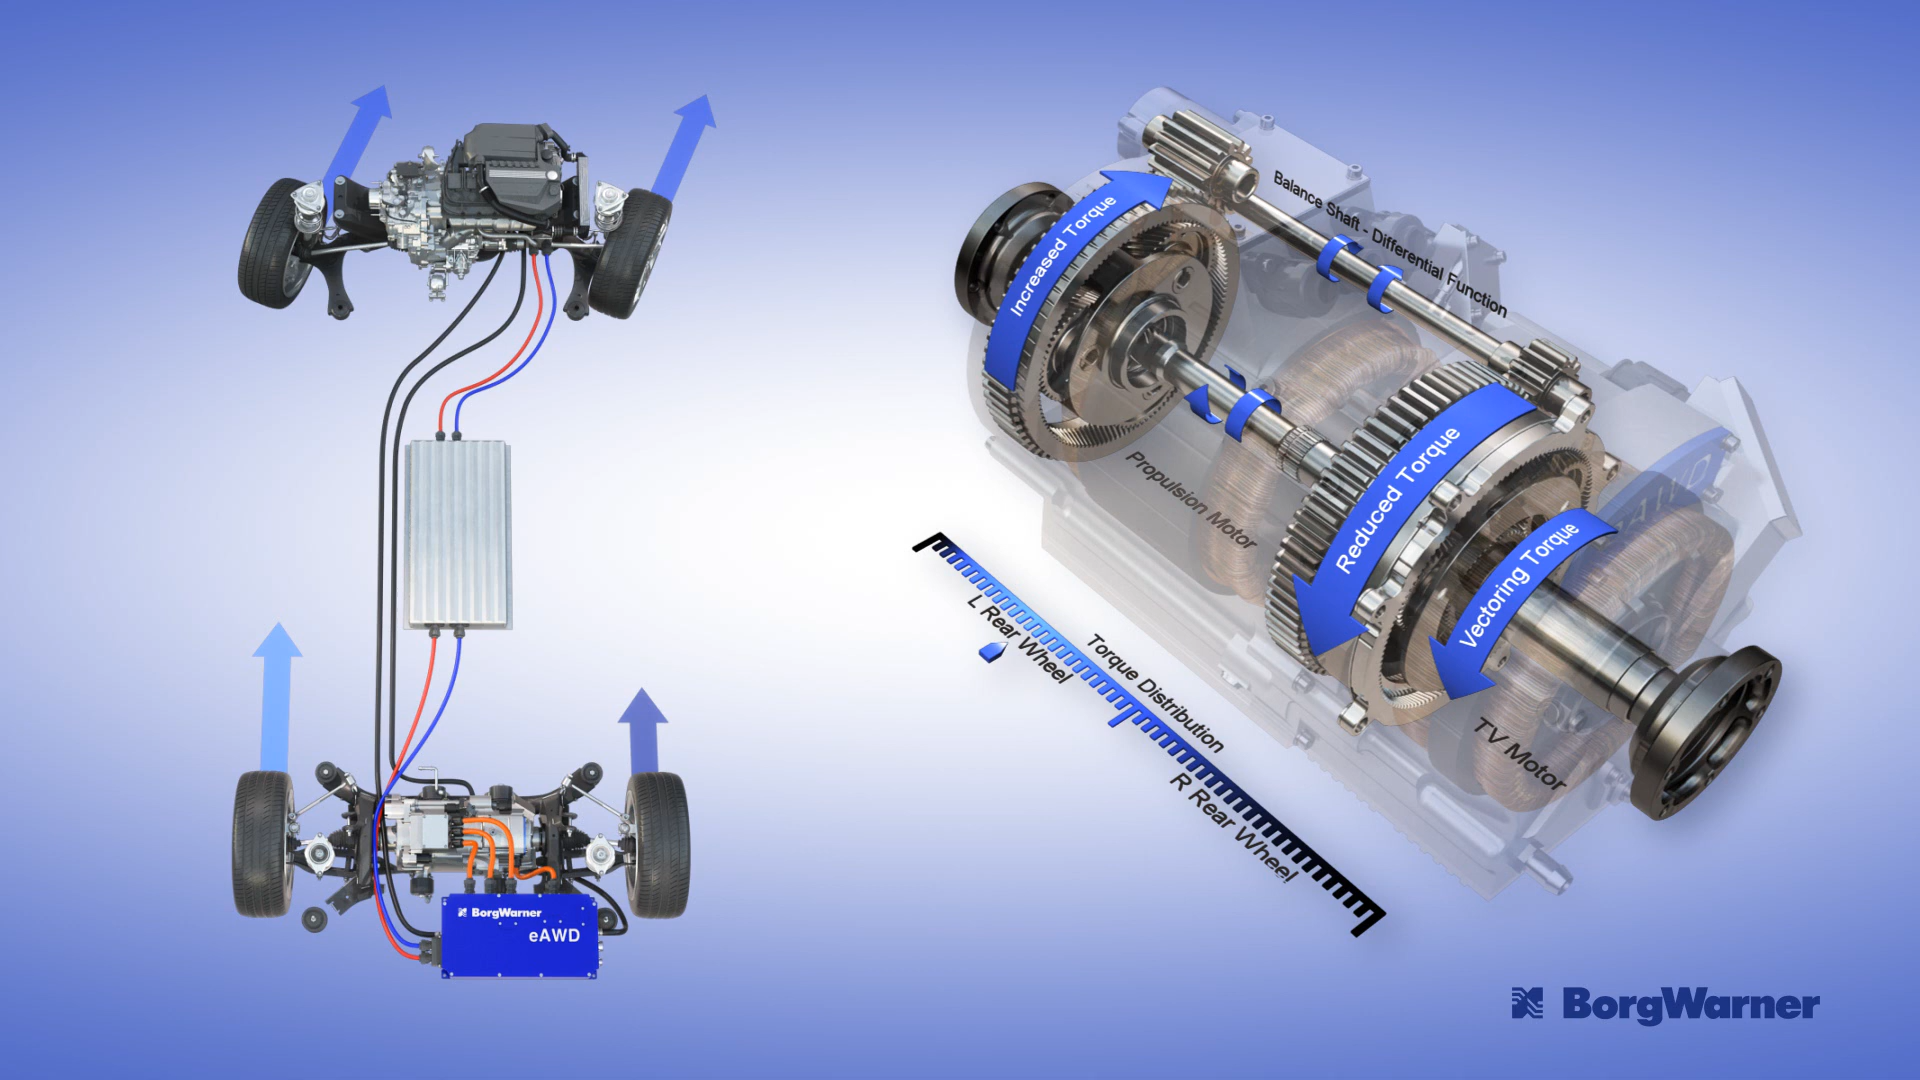 Balance Shaft - Differential Function
Increased Torque
Propulsion Motor
Reduced Torque
Vectoring Torque
TV Motor
L Rear Wheel
Torque Distribution
R Rear Wheel
BorgWarner
eAWD
eAWD
BorgWarner